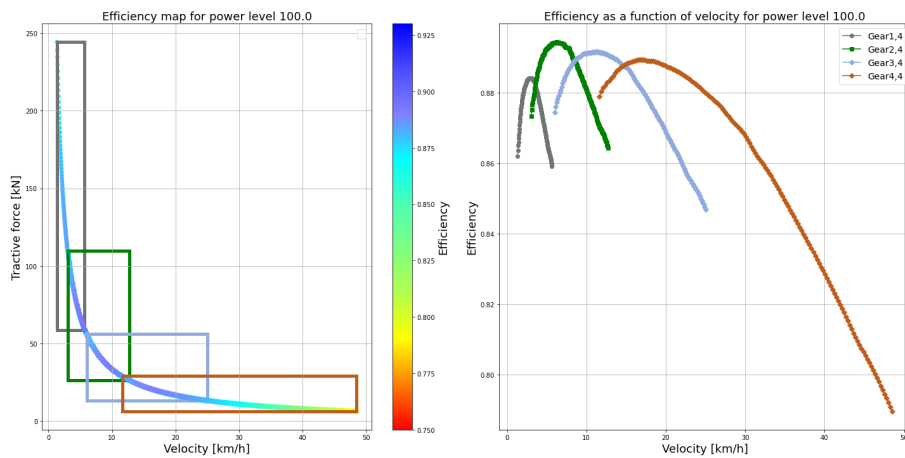 Efficiency map for power level 100.0
250
200
150
100
50
0
Tractive force [kN]
0 10 20 30 40 50
Velocity [km/h]
0.925
0.900
0.875
0.850
0.825
0.800
0.775
0.750
Efficiency
Efficiency as a function of velocity for power level 100.0
Gear1,4
Gear2,4
Gear3,4
Gear4,4
0.88
0.86
0.84
0.82
0.80
Efficiency
0 10 20 30 40 50
Velocity [km/h]